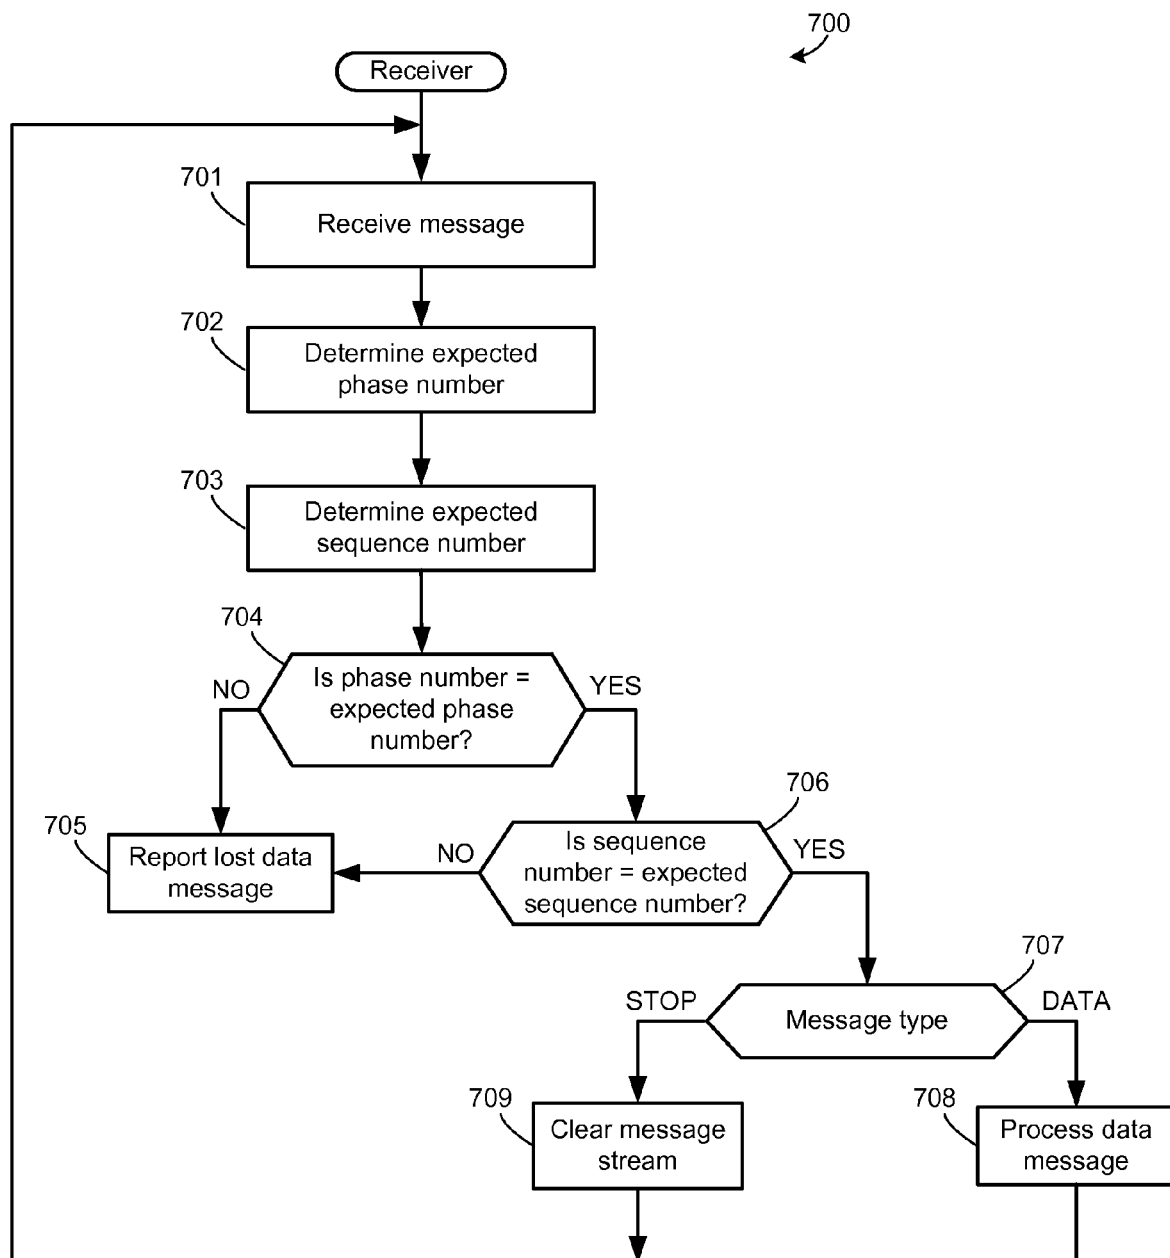 700
Receiver
701
Receive message
702
Determine expected
phase number
703
Determine expected
sequence number
704
Is phase number =
expected phase
number?
NO
YES
705
Report lost data
message
706
Is sequence
number = expected
sequence number?
NO
YES
707
Message type
STOP
DATA
709
Clear message
stream
708
Process data
message